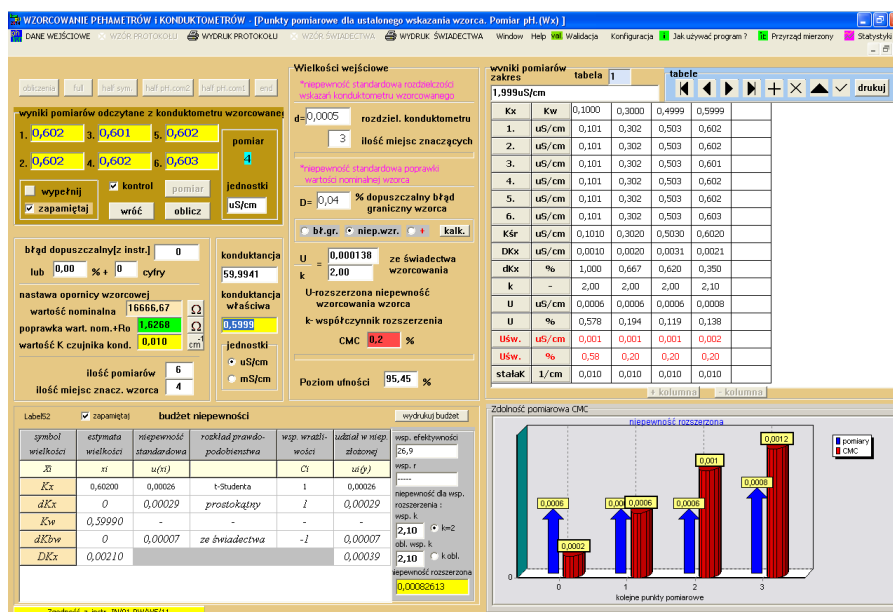 WZORCOWANIE PEHAMETRÓW i KONDUKTOMETRÓW - [Punkty pomiarowe dla ustalonego wskazania wzorca. Pomiar pH.(Wx) ]
DANE WEJŚCIOWE WZÓR PROTOKOŁU WYDRUK PROTOKOŁU WZÓR ŚWIADECTWA WYDRUK ŚWIADECTWA Window Help val Walidacja Konfiguracja Jak używać program ? Przyrząd mierzony Statystyki
obliczenia full half sym. half pH.com2 half pH.com1 end
wyniki pomiarów odczytane z konduktometru wzorcowanego
1. 0,602 3. 0,601 5. 0,602
2. 0,602 4. 0,602 6. 0,603
pomiar
4
jednostki
uS/cm
wypełnij kontrol pomiar
zapamiętaj wróć oblicz
błąd dopuszczalny[z instr.] 0
lub 0,00 % + 0 cyfry
nastawa opornicy wzorcowej
wartość nominalna 16666,67 Ω
poprawka wart. nom.+Ro 1,6268 Ω
wartość K czujnika kond. 0,010 cm-1
ilość pomiarów 6
ilość miejsc znacz. wzorca 4
konduktancja
59,9941
konduktancja
właściwa
0,5999
jednostki
uS/cm
mS/cm
Wielkości wejściowe
*niepewność standardowa rozdzielczości
wskazań konduktometru wzorcowanego
d= 0,0005 rozdziel. konduktometru
3 ilość miejsc znaczących
*niepewność standardowa poprawki
wartości nominalnej wzorca
D= 0,04 % dopuszczalny błąd
graniczny wzorca
bł.gr. niep.wzr. + kalk.
U = 0,000138 ze świadectwa
k 2,00 wzorcowania
U-rozszerzona niepewność
wzorcowania wzorca
k- współczynnik rozszerzenia
CMC 0,2 %
Poziom ufności 95,45 %
wyniki pomiarów
zakres tabela 1 tabele
1,999uS/cm drukuj
Kx Kw 0,1000 0,3000 0,4999 0,5999
1. uS/cm 0,101 0,302 0,503 0,602
2. uS/cm 0,101 0,302 0,503 0,602
3. uS/cm 0,101 0,302 0,503 0,601
4. uS/cm 0,101 0,302 0,503 0,602
5. uS/cm 0,101 0,302 0,503 0,602
6. uS/cm 0,101 0,302 0,503 0,603
Kśr uS/cm 0,1010 0,3020 0,5030 0,6020
DKx uS/cm 0,0010 0,0020 0,0031 0,0021
dKx % 1,000 0,667 0,620 0,350
k - 2,00 2,00 2,00 2,10
U uS/cm 0,0006 0,0006 0,0006 0,0008
U % 0,578 0,194 0,119 0,138
Uśw. uS/cm 0,001 0,001 0,001 0,002
Uśw. % 0,58 0,20 0,20 0,20
stałaK 1/cm 0,010 0,010 0,010 0,010
+ kolumna - kolumna
Label52 zapamiętaj budżet niepewności wydrukuj budżet
symbol wielkości estymata wielkości niepewność standardowa rozkład prawdo-podobieństwa wsp. wrażli-wości udział w niep. złożonej
Xi xi u(xi) Ci ui(y)
Kx 0,60200 0,00026 t-Studenta 1 0,00026
dKx 0 0,00029 prostokątny 1 0,00029
Kw 0,59990 - - - -
dKbw 0 0,00007 ze świadectwa -1 0,00007
DKx 0,00210 0,00039
wsp. efektywności
26,9
wsp. r
-----
niepewność dla wsp.
rozszerzenia :
wsp. k
2,10 k=2
obl. wsp. k
2,10 k obl.
niepewność rozszerzona
0,00082613
Zgodność z instr. IN/01 PW/WE/11
Zdolność pomiarowa CMC
niepewność rozszerzona
0,0006 0,0002 0,0006 0,0006 0,001 0,0008 0,0012
pomiary
CMC
0
0 1 2 3
kolejne punkty pomiarowe